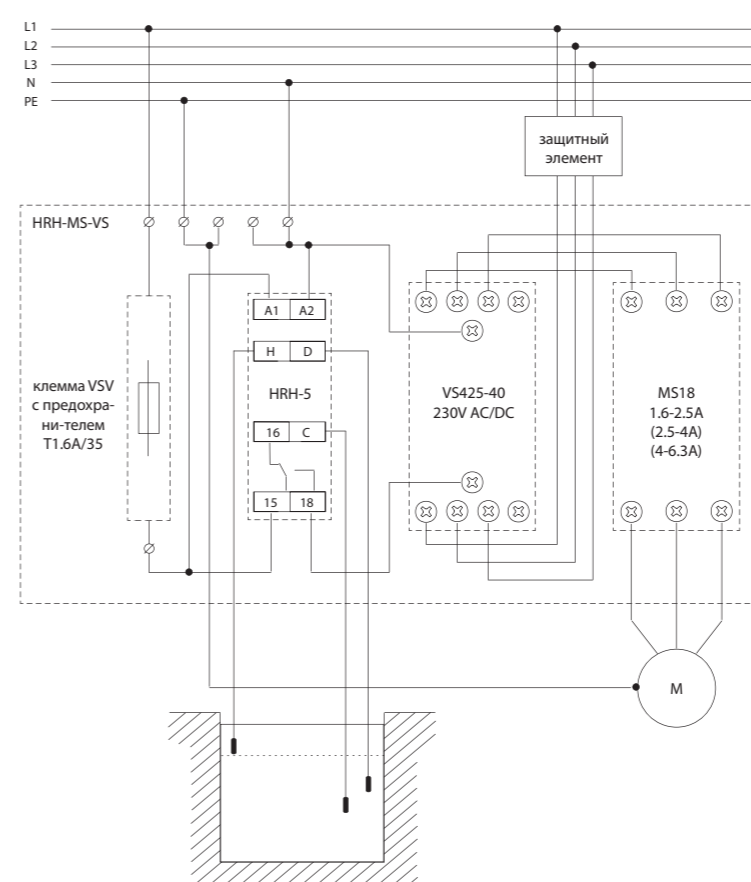 L1
L2
L3
N
PE
защитный
элемент
HRH-MS-VS
A1 A2
H D
HRH-5
16 C
15 18
клемма VSV
с предохра-
ни-телем
T1.6A/35
VS425-40
230V AC/DC
MS18
1.6-2.5A
(2.5-4A)
(4-6.3A)
M